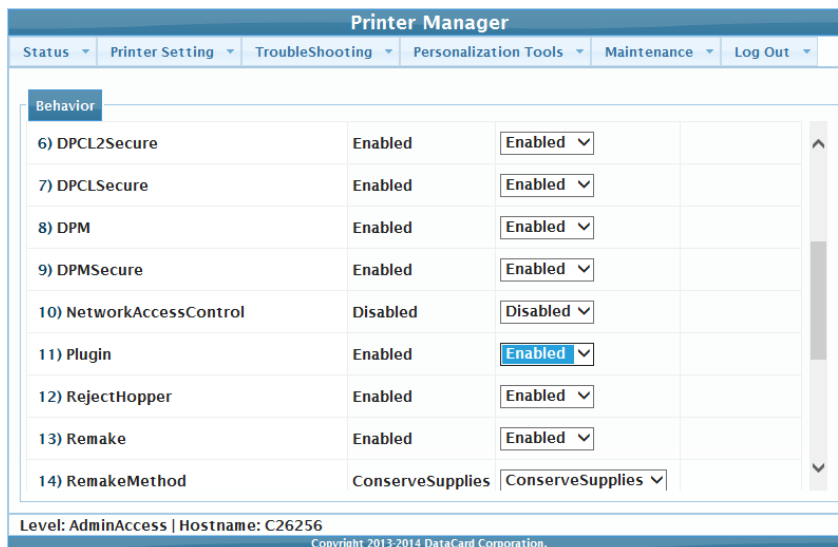 Printer Manager
Status Printer Setting TroubleShooting Personalization Tools Maintenance Log Out
Behavior
6) DPCL2Secure Enabled Enabled
7) DPCLSecure Enabled Enabled
8) DPM Enabled Enabled
9) DPMSecure Enabled Enabled
10) NetworkAccessControl Disabled Disabled
11) Plugin Enabled Enabled
12) RejectHopper Enabled Enabled
13) Remake Enabled Enabled
14) RemakeMethod ConserveSupplies ConserveSupplies
Level: AdminAccess | Hostname: C26256
Copyright 2013-2014 DataCard Corporation.